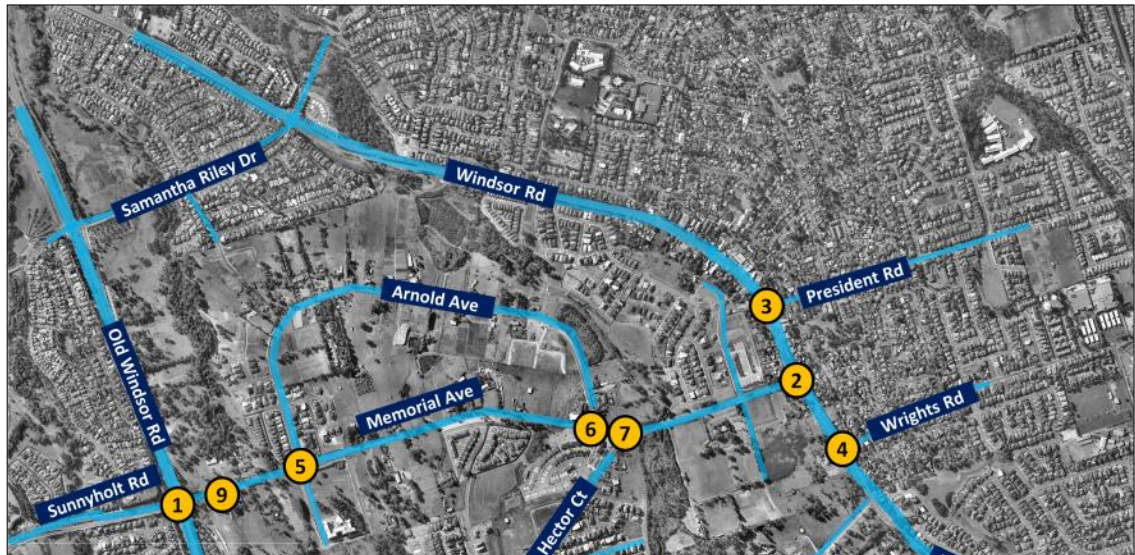 Samantha Riley Dr
Windsor Rd
Arnold Ave
President Rd
3
Old Windsor Rd
Memorial Ave
2
Wrights Rd
6
7
4
5
Sunnyholt Rd
1
9
Hector Ct